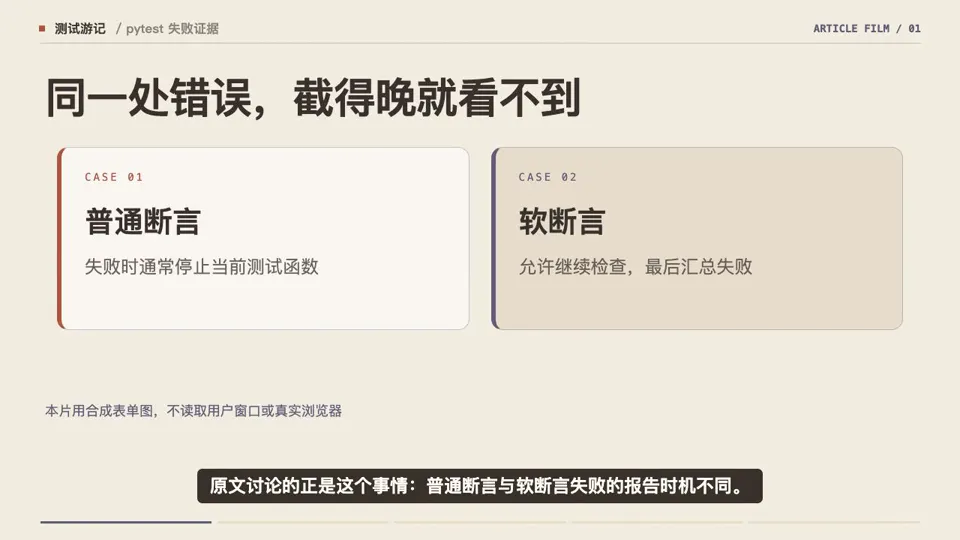 测试游记 / pytest 失败证据
ARTICLE FILM / 01
同一处错误，截得晚就看不到
CASE 01
普通断言
失败时通常停止当前测试函数
CASE 02
软断言
允许继续检查，最后汇总失败
本片用合成表单图，不读取用户窗口或真实浏览器
原文讨论的正是这个事情：普通断言与软断言失败的报告时机不同。